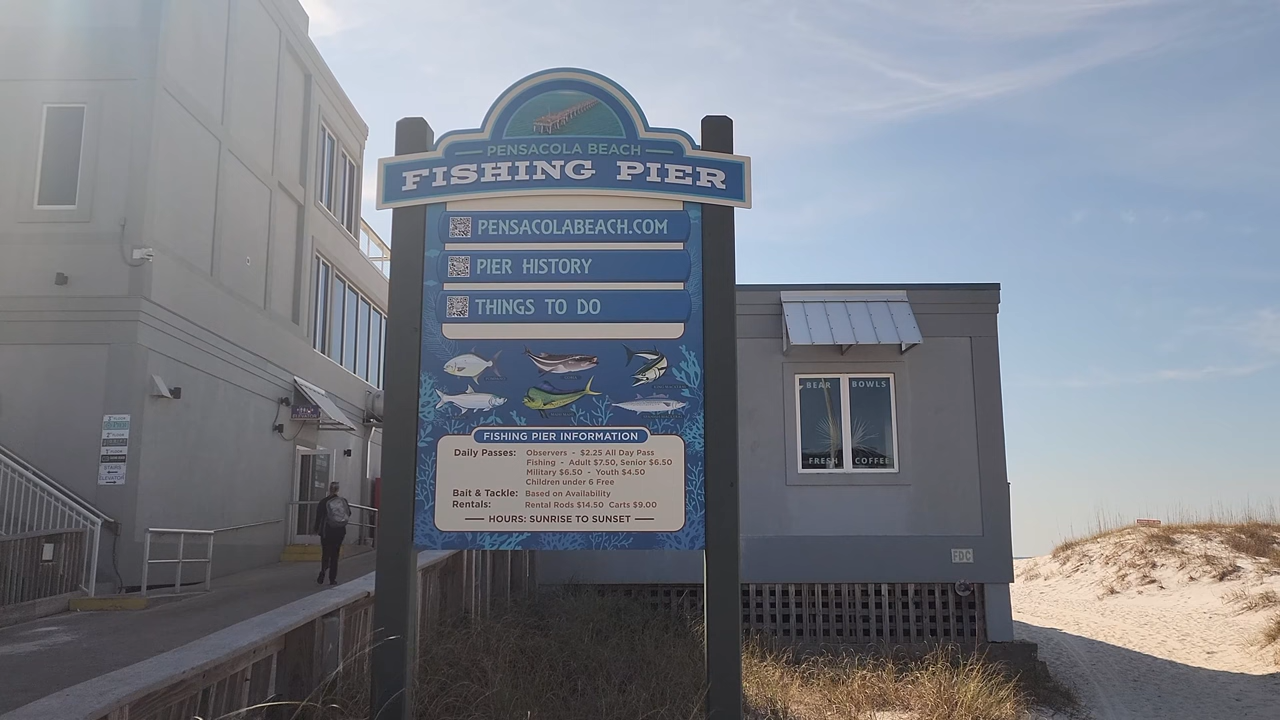 PENSACOLA BEACH
FISHING PIER
PENSACOLABEACH.COM
PIER HISTORY
THINGS TO DO
FISHING PIER INFORMATION
Daily Passes: Observers - $2.25 All Day Pass
Fishing - Adult $7.50, Senior $6.50
Military $6.50 - Youth $4.50
Children under 6 Free
Bait & Tackle: Based on Availability
Rentals: Rental Rods $14.50 Carts $9.00
HOURS: SUNRISE TO SUNSET
BEAR BOWLS
FRESH COFFEE
FDC
STAIRS
ELEVATOR